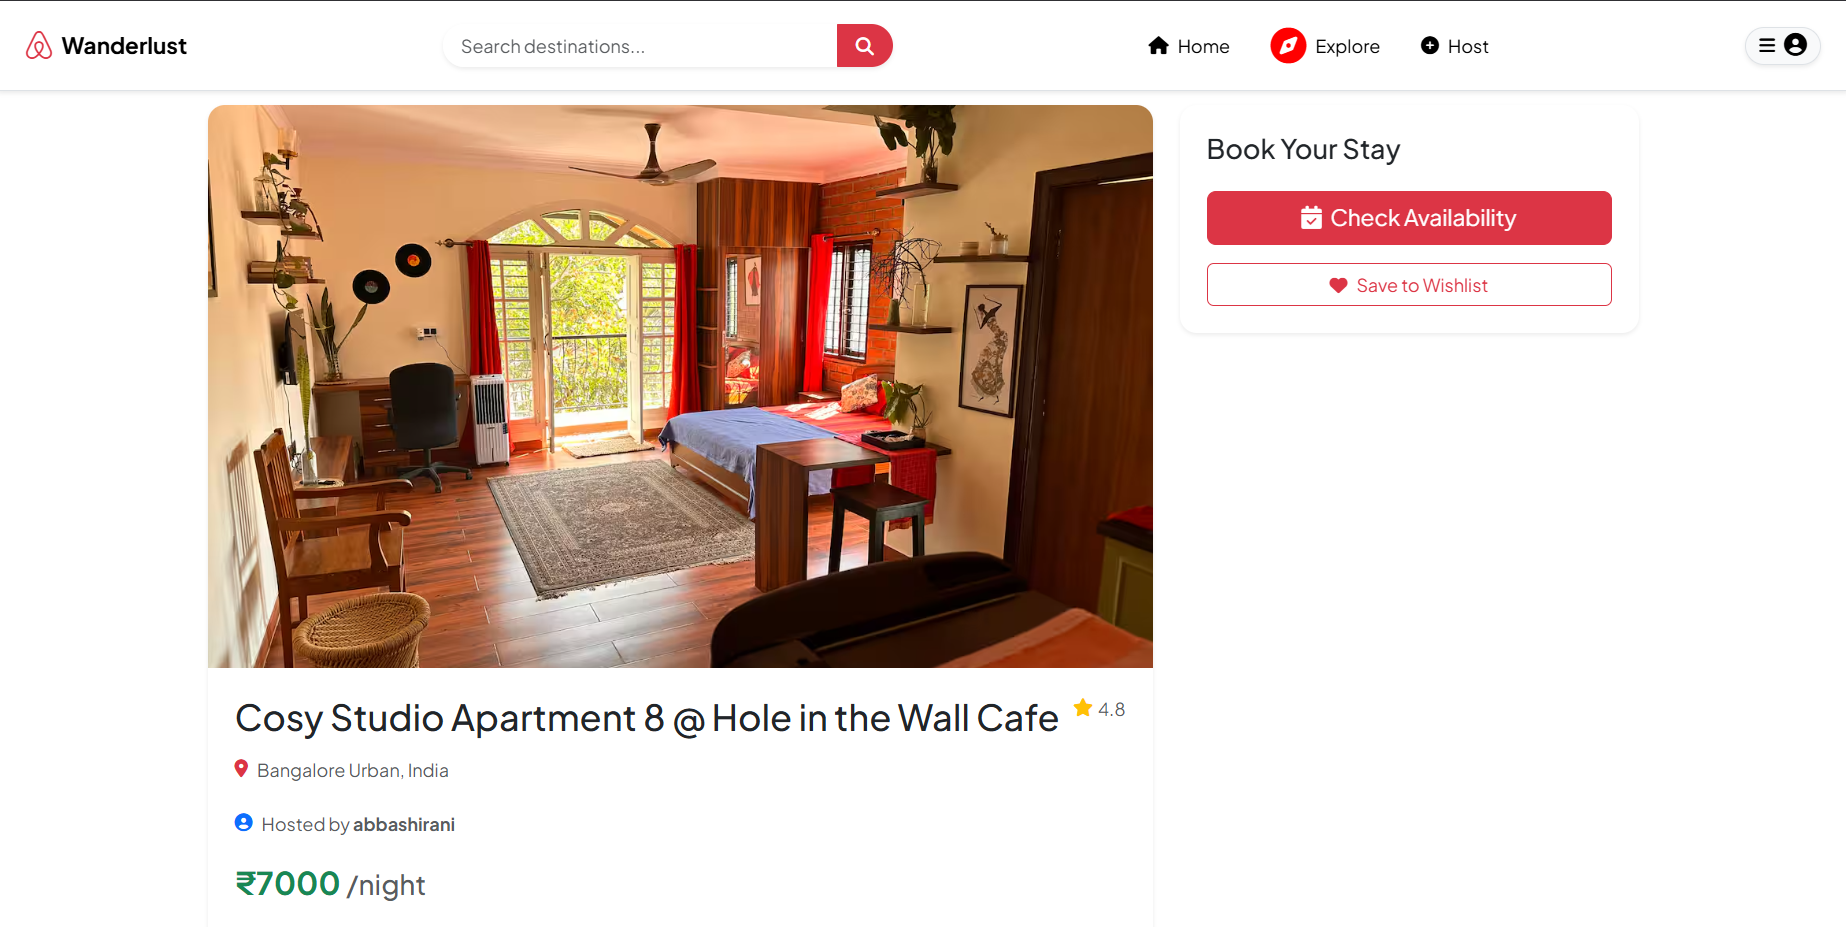 Wanderlust
Search destinations...
Home
Explore
Host
Book Your Stay
Check Availability
Save to Wishlist
Cosy Studio Apartment 8 @ Hole in the Wall Cafe
4.8
Bangalore Urban, India
Hosted by abbashirani
₹7000 /night